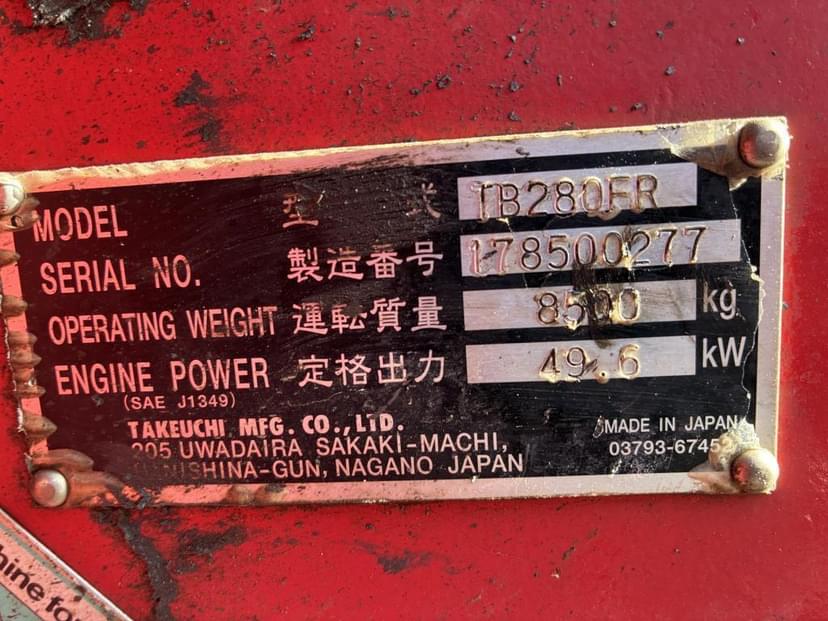 MODEL 型 式 TB280FR
SERIAL NO. 製造番号 178500277
OPERATING WEIGHT 運転質量 8500 kg
ENGINE POWER 定格出力 49.6 kW
(SAE J1349)
TAKEUCHI MFG. CO.,LTD.
205 UWADAIRA SAKAKI-MACHI,
NAGANO JAPAN
MADE IN JAPAN
hine for